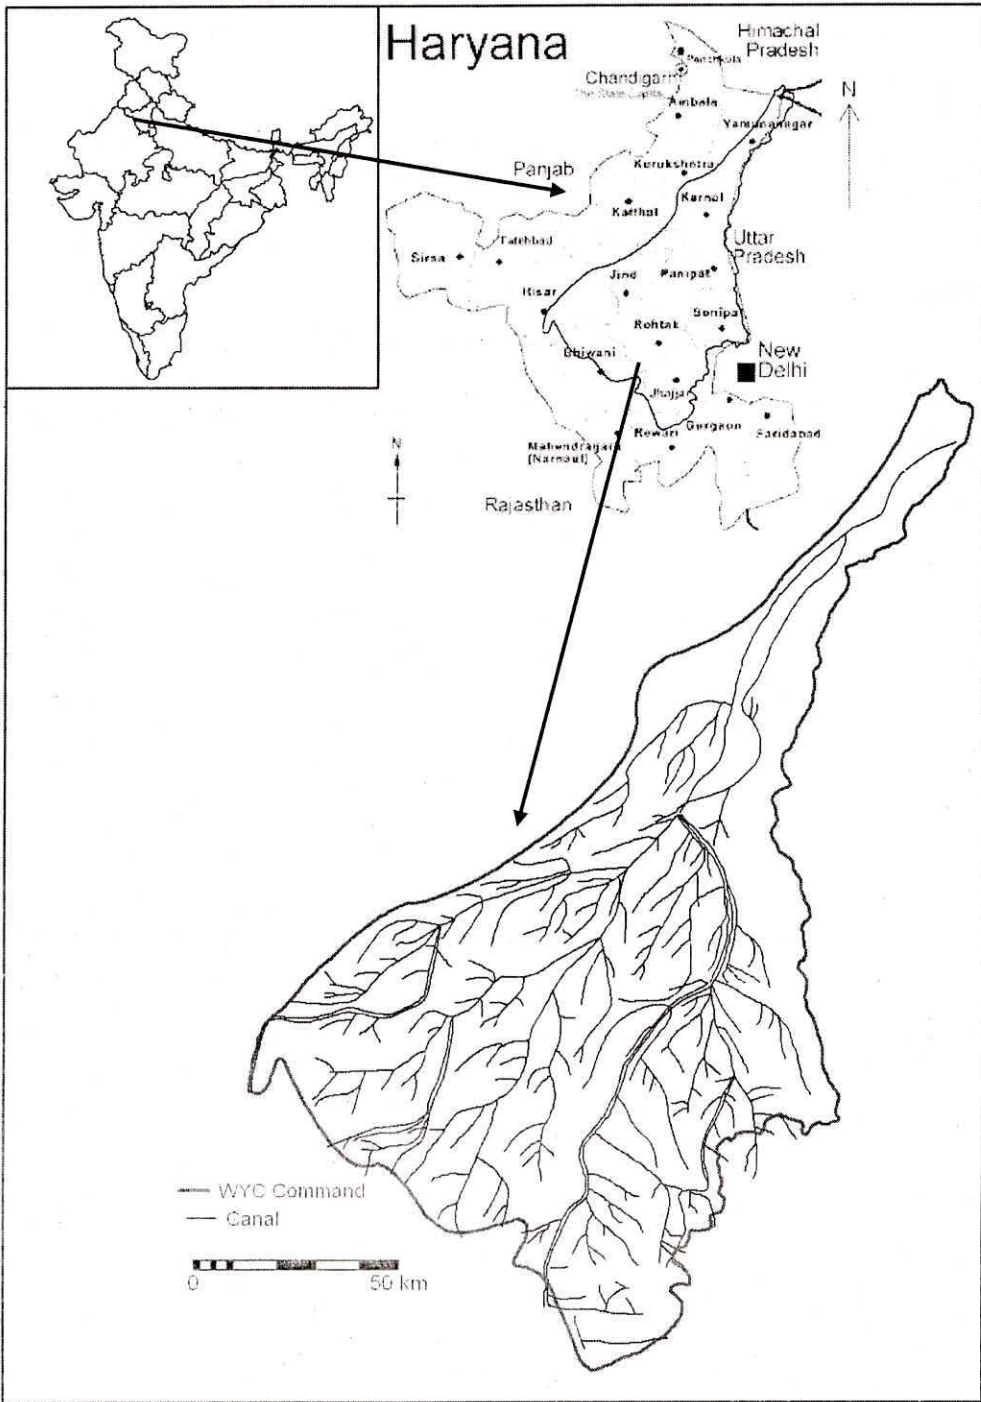 Haryana
Himachal
Pradesh
Panchkula
Chandigarh
The State Capital
Ambala
N
Yamunanagar
Panjab
Kurukshetra
Kaithal
Karnal
Uttar
Pradesh
Fatehbad
Sirsa
Jind
Panipat
Hisar
Rohtak
Sonipa
Bhiwani
New
Delhi
Jhajjar
Gurgaon
Rewari
Faridabad
N
Mahendragarh
(Narnaul)
Rajasthan
WYC Command
Canal
0
50 km